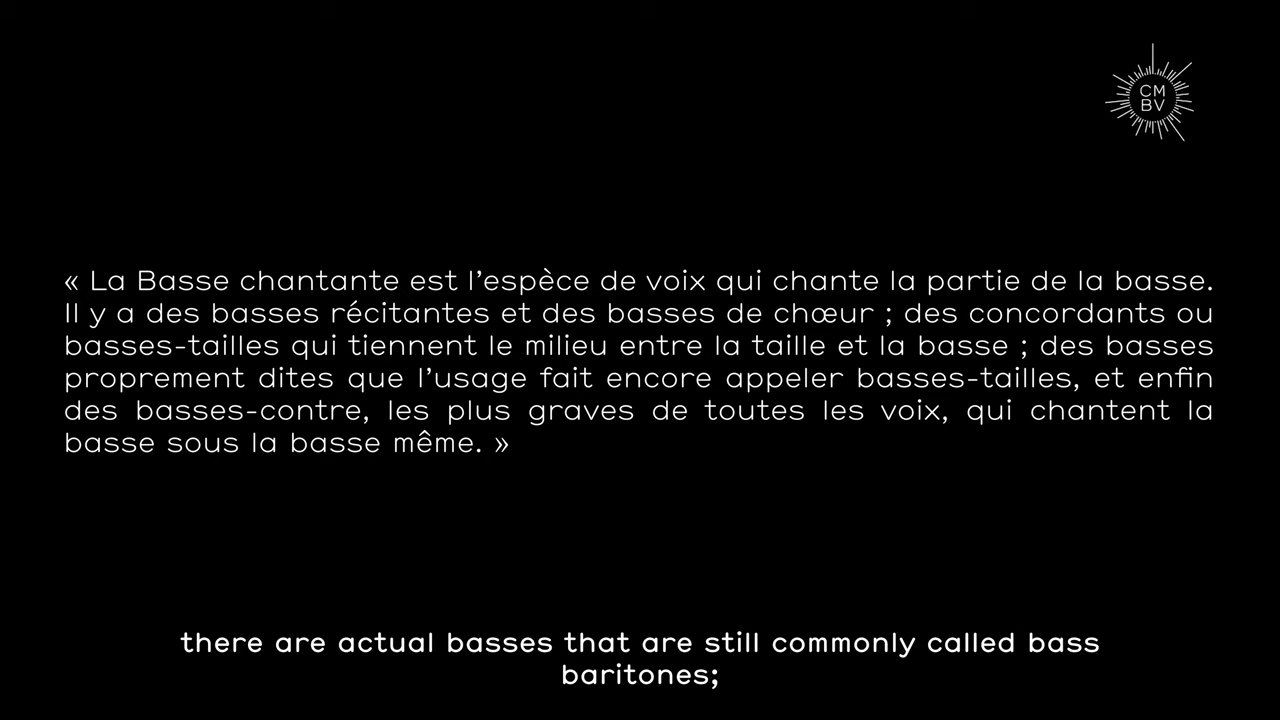 CM
BV
« La Basse chantante est l’espèce de voix qui chante la partie de la basse.
Il y a des basses récitantes et des basses de chœur ; des concordants ou
basses-tailles qui tiennent le milieu entre la taille et la basse ; des basses
proprement dites que l’usage fait encore appeler basses-tailles, et enfin
des basses-contre, les plus graves de toutes les voix, qui chantent la
basse sous la basse même. »
there are actual basses that are still commonly called bass
baritones;